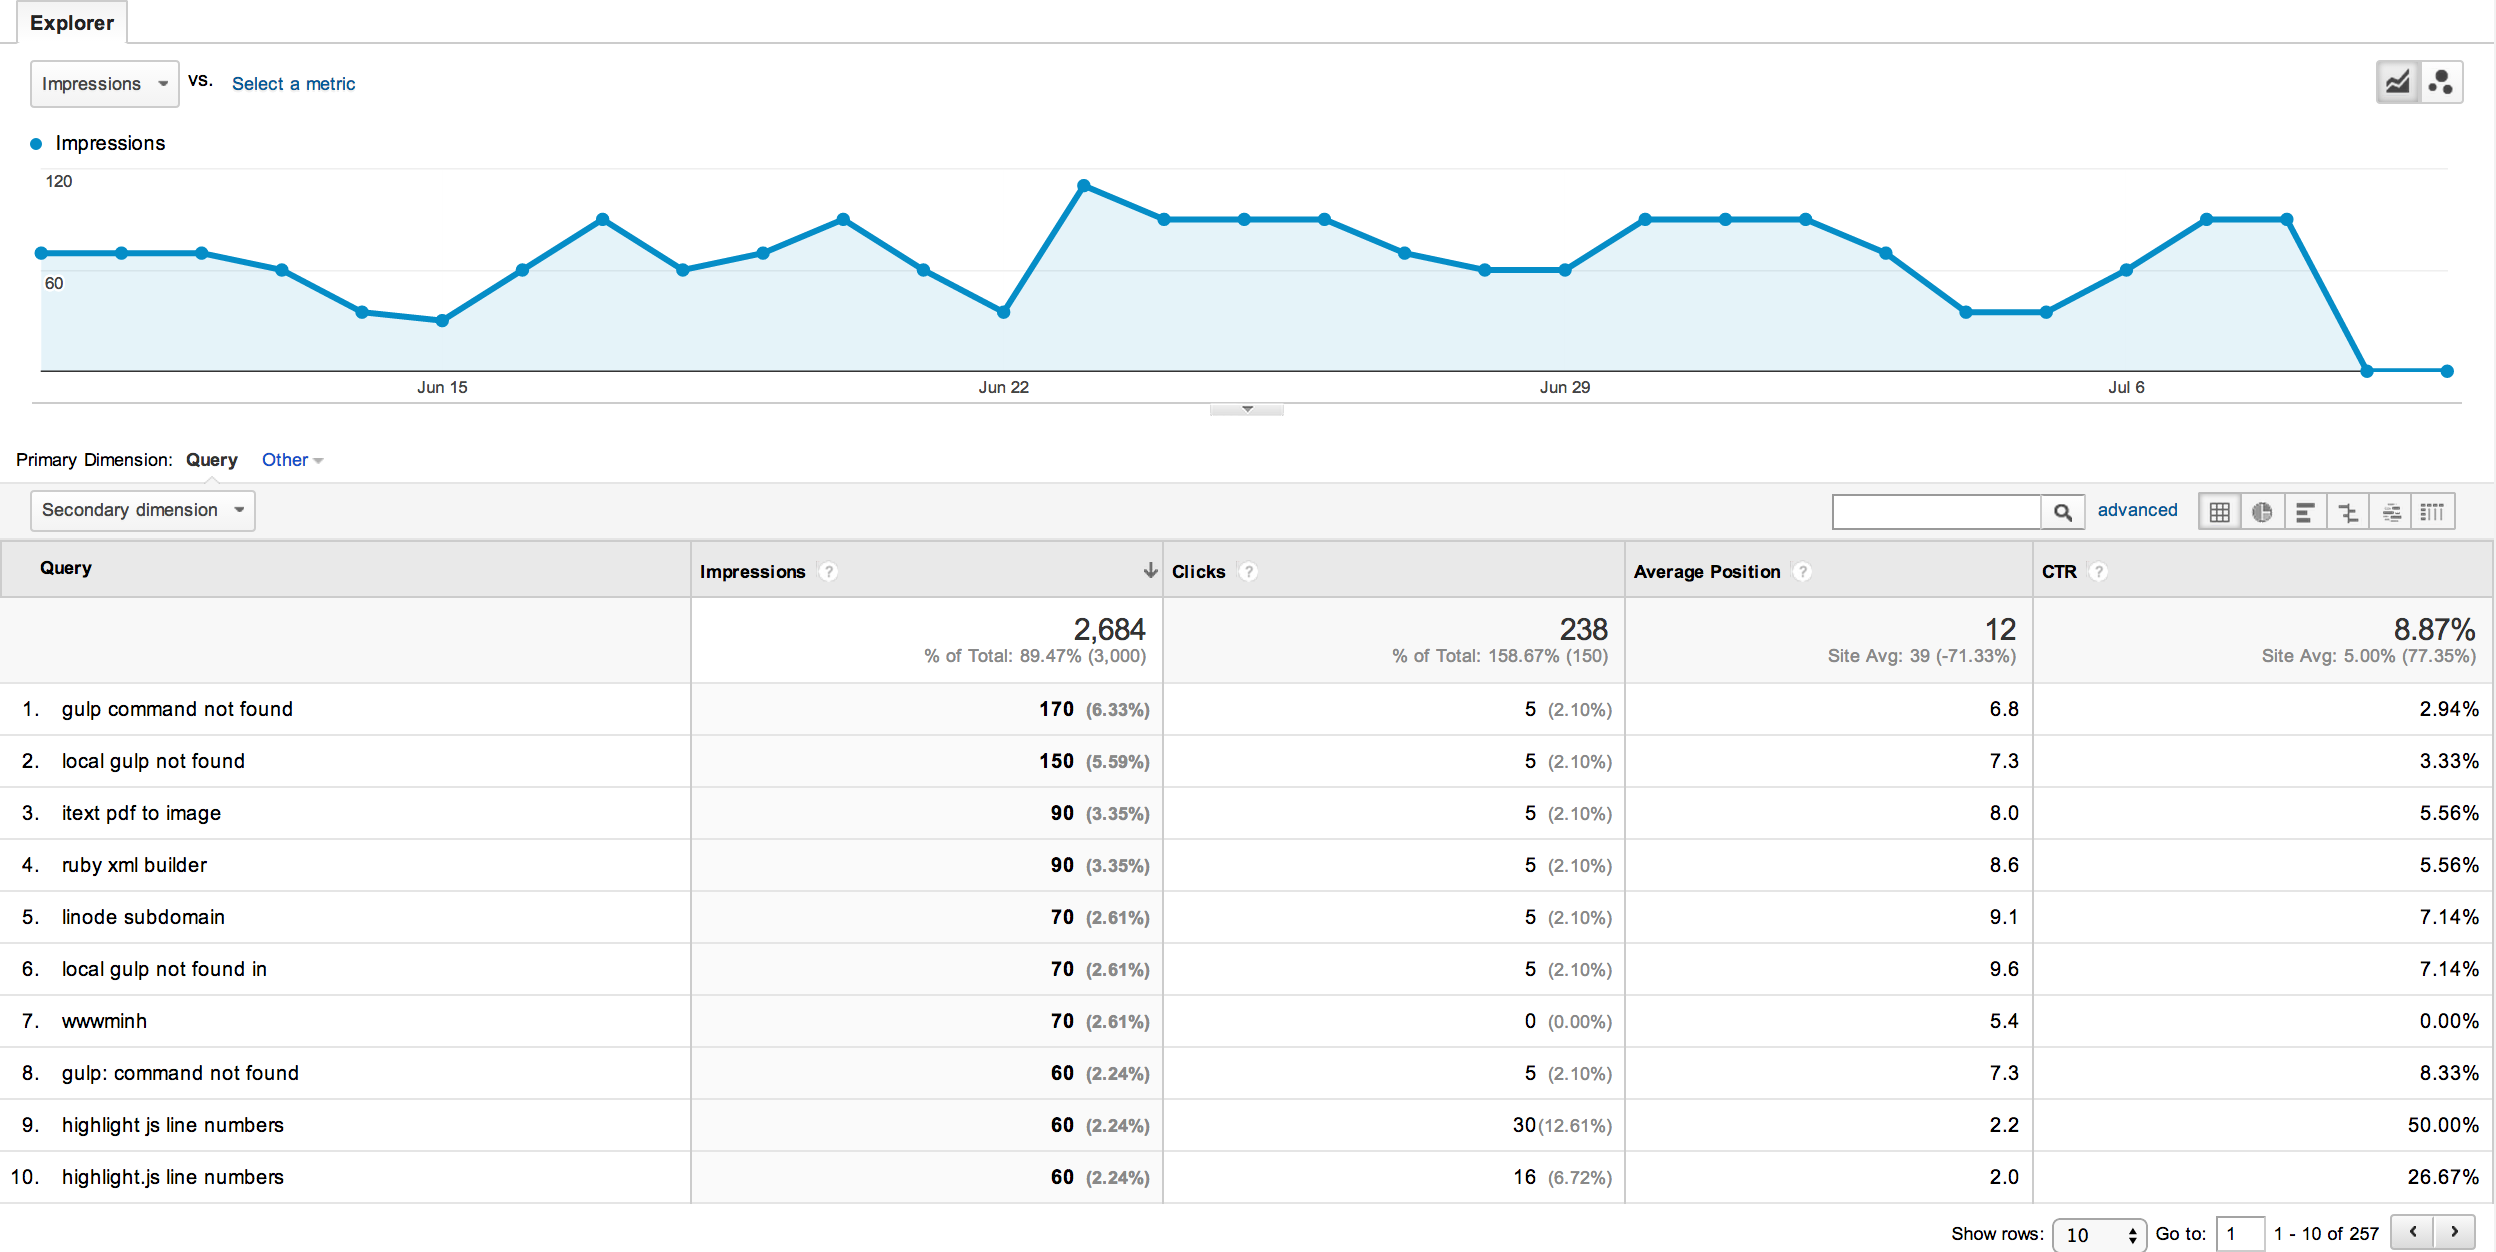 Explorer
Impressions vs. Select a metric
Impressions
120
60
Jun 15 Jun 22 Jun 29 Jul 6
Primary Dimension: Query Other
Secondary dimension advanced
Query Impressions ? Clicks ? Average Position ? CTR ?
2,684 238 12 8.87%
% of Total: 89.47% (3,000) % of Total: 158.67% (150) Site Avg: 39 (-71.33%) Site Avg: 5.00% (77.35%)
1. gulp command not found 170 (6.33%) 5 (2.10%) 6.8 2.94%
2. local gulp not found 150 (5.59%) 5 (2.10%) 7.3 3.33%
3. itext pdf to image 90 (3.35%) 5 (2.10%) 8.0 5.56%
4. ruby xml builder 90 (3.35%) 5 (2.10%) 8.6 5.56%
5. linode subdomain 70 (2.61%) 5 (2.10%) 9.1 7.14%
6. local gulp not found in 70 (2.61%) 5 (2.10%) 9.6 7.14%
7. wwwminh 70 (2.61%) 0 (0.00%) 5.4 0.00%
8. gulp: command not found 60 (2.24%) 5 (2.10%) 7.3 8.33%
9. highlight js line numbers 60 (2.24%) 30(12.61%) 2.2 50.00%
10. highlight.js line numbers 60 (2.24%) 16 (6.72%) 2.0 26.67%
Show rows: 10 Go to: 1 1 - 10 of 257